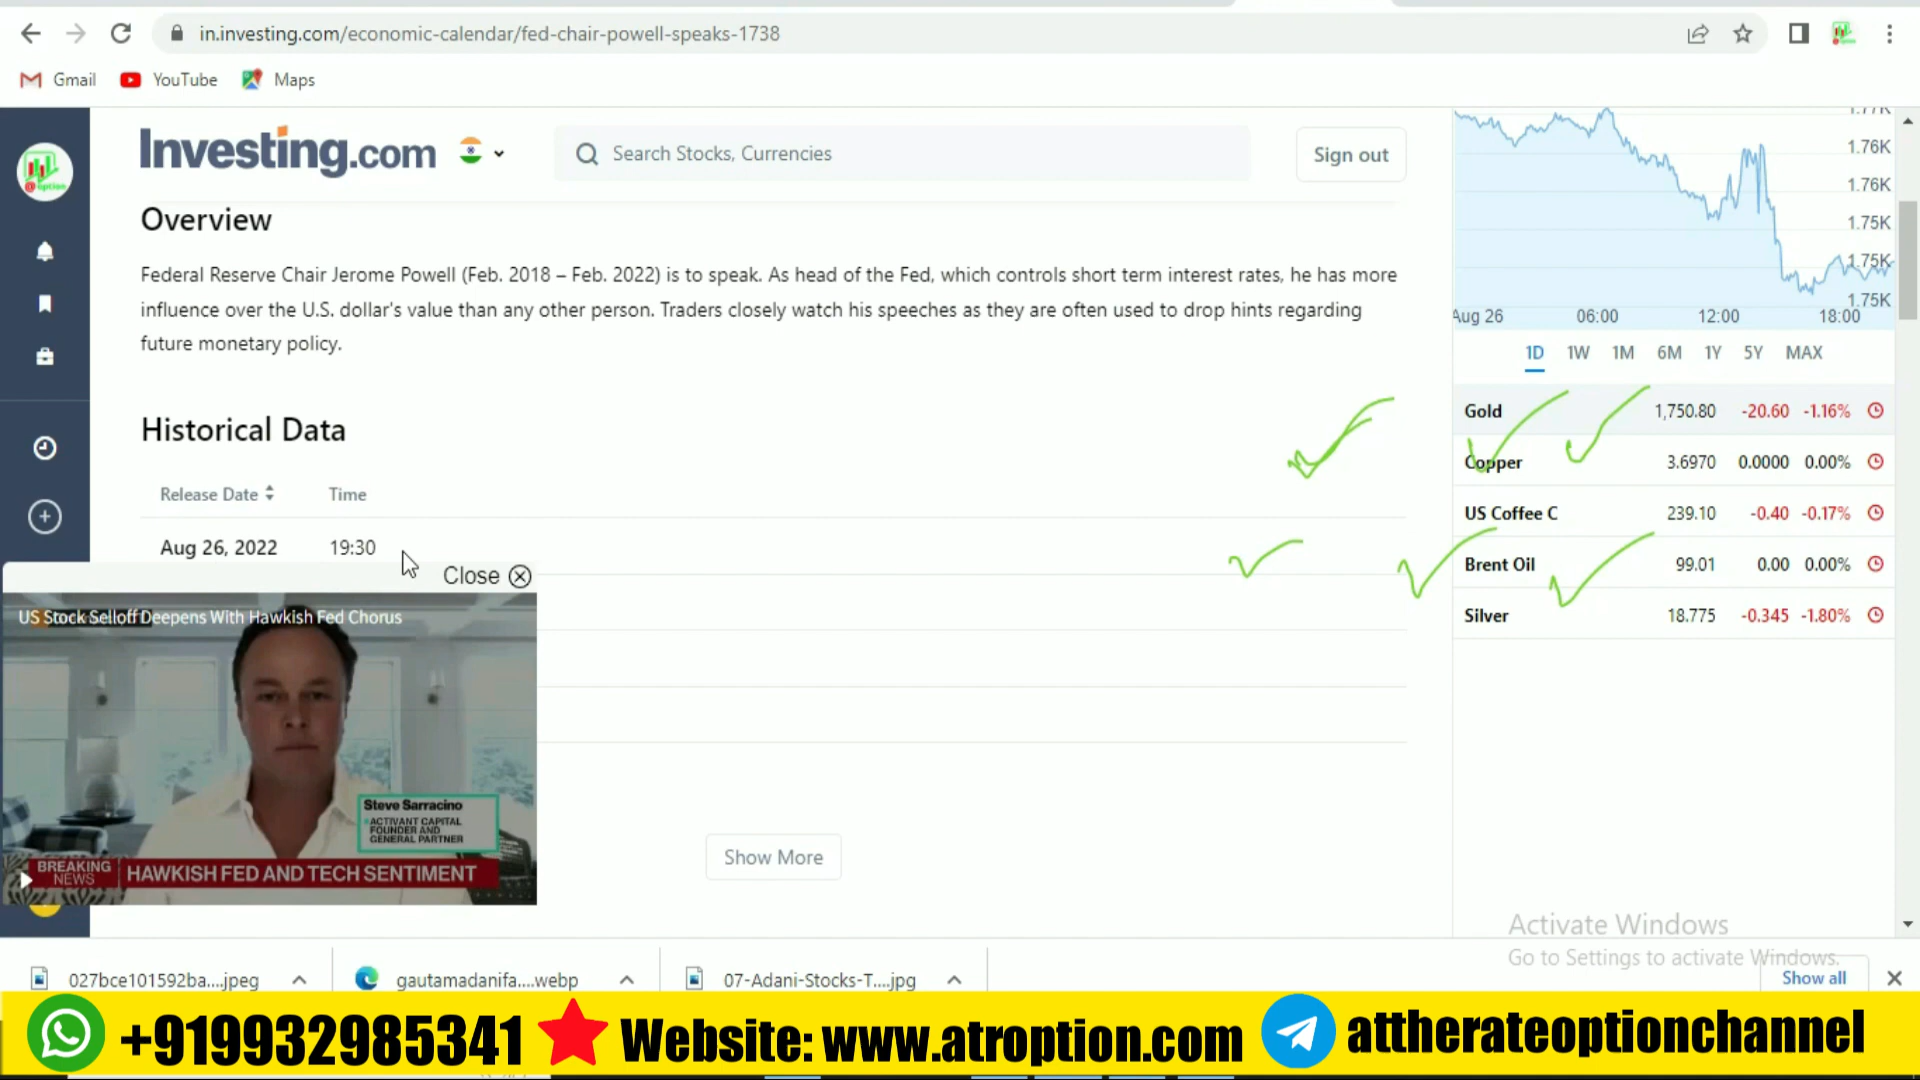 in.investing.com/economic-calendar/fed-chair-powell-speaks-1738
Gmail
YouTube
Maps
Investing.com
Search Stocks, Currencies
Sign out
@option
Overview
Federal Reserve Chair Jerome Powell (Feb. 2018 – Feb. 2022) is to speak. As head of the Fed, which controls short term interest rates, he has more
influence over the U.S. dollar's value than any other person. Traders closely watch his speeches as they are often used to drop hints regarding
future monetary policy.
Historical Data
Release Date Time
Aug 26, 2022 19:30
Close
US Stock Selloff Deepens With Hawkish Fed Chorus
Steve Sarracino
ACTIVANT CAPITAL
FOUNDER AND
GENERAL PARTNER
BREAKING
NEWS
HAWKISH FED AND TECH SENTIMENT
Show More
1.77K
1.76K
1.76K
1.75K
1.75K
1.75K
Aug 26 06:00 12:00 18:00
1D 1W 1M 6M 1Y 5Y MAX
Gold 1,750.80 -20.60 -1.16%
Copper 3.6970 0.0000 0.00%
US Coffee C 239.10 -0.40 -0.17%
Brent Oil 99.01 0.00 0.00%
Silver 18.775 -0.345 -1.80%
Activate Windows
Go to Settings to activate Windows.
027bce101592ba....jpeg
gautamadanifa....webp
07-Adani-Stocks-T....jpg
Show all
+919932985341
Website: www.atroption.com
attherateoptionchannel